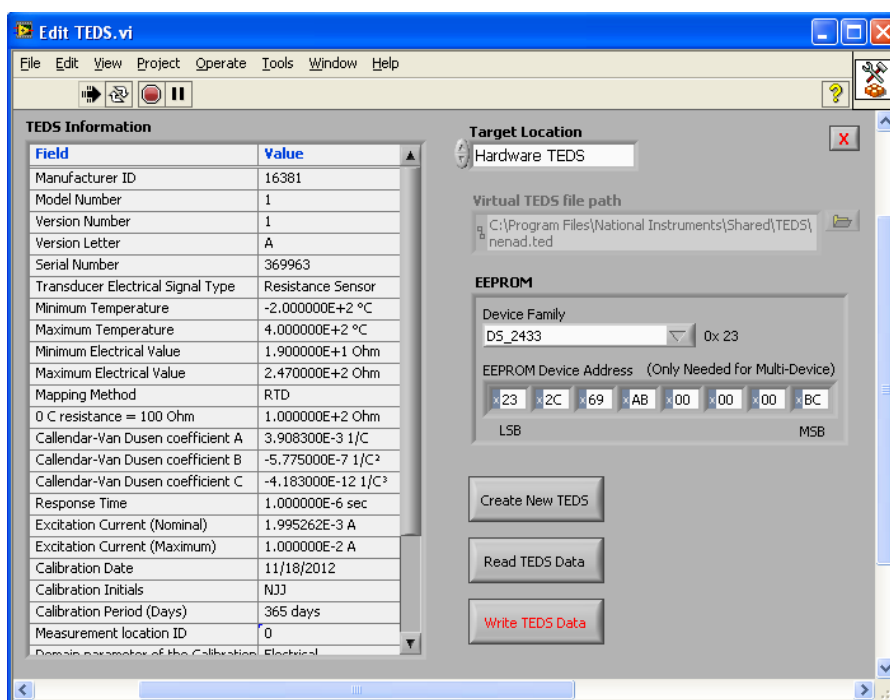 Edit TEDS.vi
File Edit View Project Operate Tools Window Help
TEDS Information
Field Value
Manufacturer ID 16381
Model Number 1
Version Number 1
Version Letter A
Serial Number 369963
Transducer Electrical Signal Type Resistance Sensor
Minimum Temperature -2.000000E+2 °C
Maximum Temperature 4.000000E+2 °C
Minimum Electrical Value 1.900000E+1 Ohm
Maximum Electrical Value 2.470000E+2 Ohm
Mapping Method RTD
0 C resistance = 100 Ohm 1.000000E+2 Ohm
Callendar-Van Dusen coefficient A 3.908300E-3 1/C
Callendar-Van Dusen coefficient B -5.775000E-7 1/C²
Callendar-Van Dusen coefficient C -4.183000E-12 1/C³
Response Time 1.000000E-6 sec
Excitation Current (Nominal) 1.995262E-3 A
Excitation Current (Maximum) 1.000000E-2 A
Calibration Date 11/18/2012
Calibration Initials NJJ
Calibration Period (Days) 365 days
Measurement location ID 0
Domain parameter of the Calibration Electrical
Target Location
Hardware TEDS
X
Virtual TEDS file path
C:\Program Files\National Instruments\Shared\TEDS\
nenad.ted
EEPROM
Device Family
DS_2433 0x 23
EEPROM Device Address (Only Needed for Multi-Device)
x23 x2C x69 xAB x00 x00 x00 xBC
LSB MSB
Create New TEDS
Read TEDS Data
Write TEDS Data